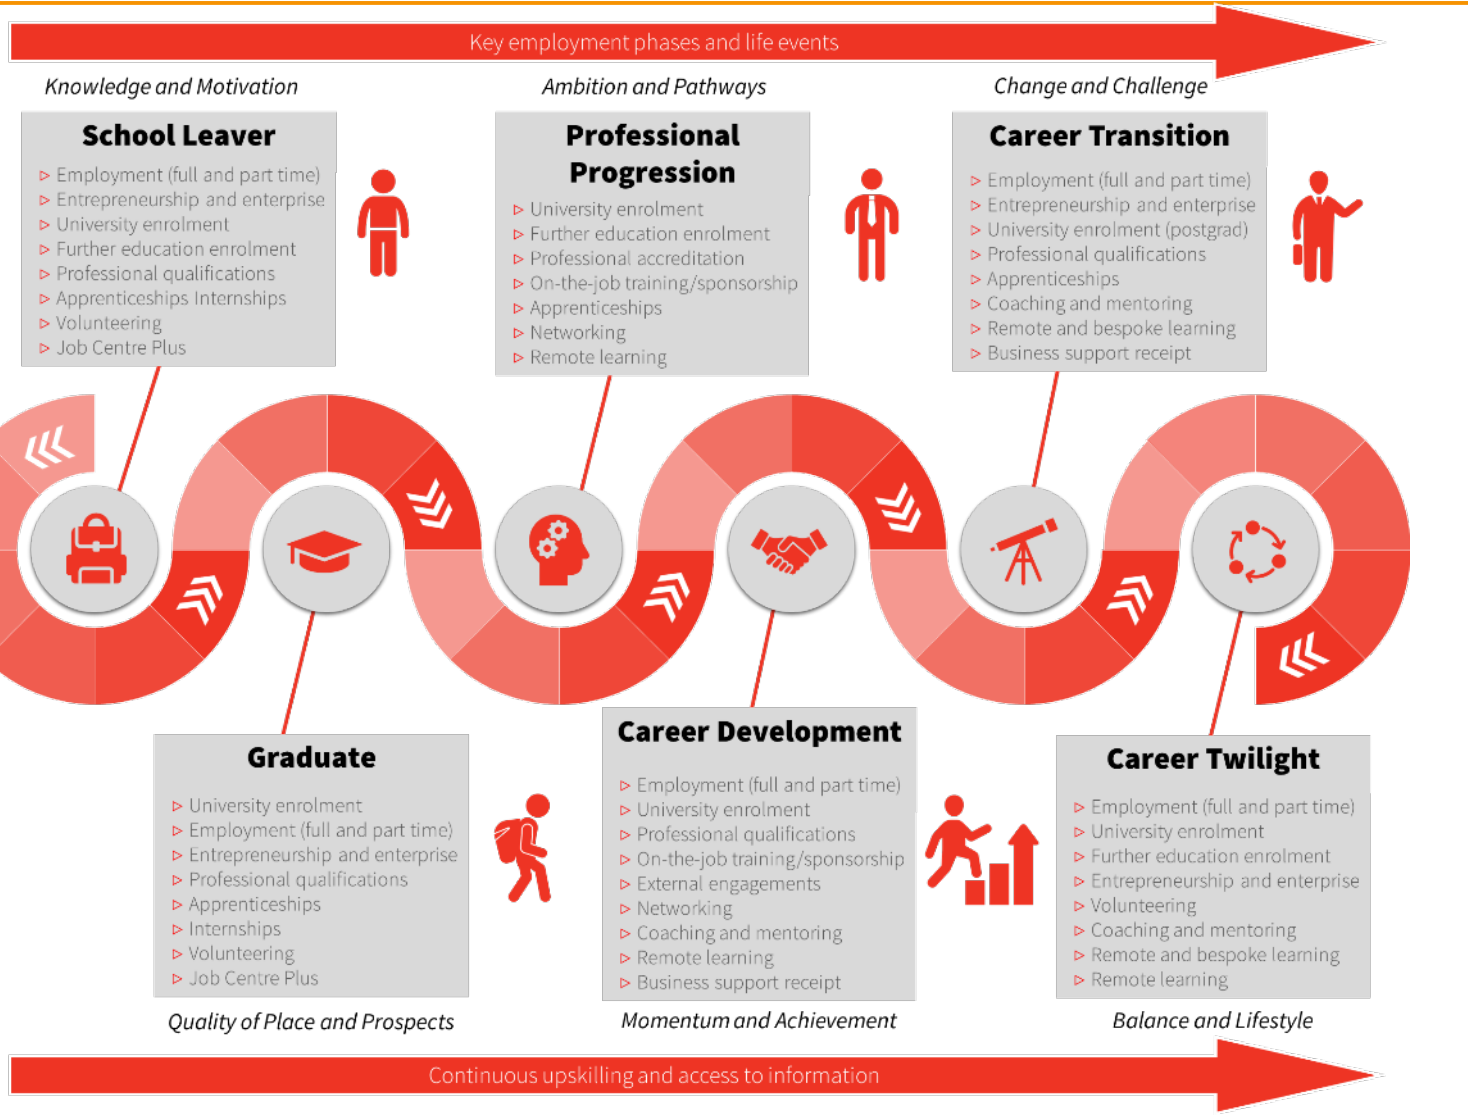 Key employment phases and life events
Knowledge and Motivation
School Leaver
Employment (full and part time)
Entrepreneurship and enterprise
University enrolment
Further education enrolment
Professional qualifications
Apprenticeships Internships
Volunteering
Job Centre Plus
Ambition and Pathways
Professional
Progression
University enrolment
Further education enrolment
Professional accreditation
On-the-job training/sponsorship
Apprenticeships
Networking
Remote learning
Change and Challenge
Career Transition
Employment (full and part time)
Entrepreneurship and enterprise
University enrolment (postgrad)
Professional qualifications
Apprenticeships
Coaching and mentoring
Remote and bespoke learning
Business support receipt
Graduate
University enrolment
Employment (full and part time)
Entrepreneurship and enterprise
Professional qualifications
Apprenticeships
Internships
Volunteering
Job Centre Plus
Quality of Place and Prospects
Career Development
Employment (full and part time)
University enrolment
Professional qualifications
On-the-job training/sponsorship
External engagements
Networking
Coaching and mentoring
Remote learning
Business support receipt
Momentum and Achievement
Career Twilight
Employment (full and part time)
University enrolment
Further education enrolment
Entrepreneurship and enterprise
Volunteering
Coaching and mentoring
Remote and bespoke learning
Remote learning
Balance and Lifestyle
Continuous upskilling and access to information